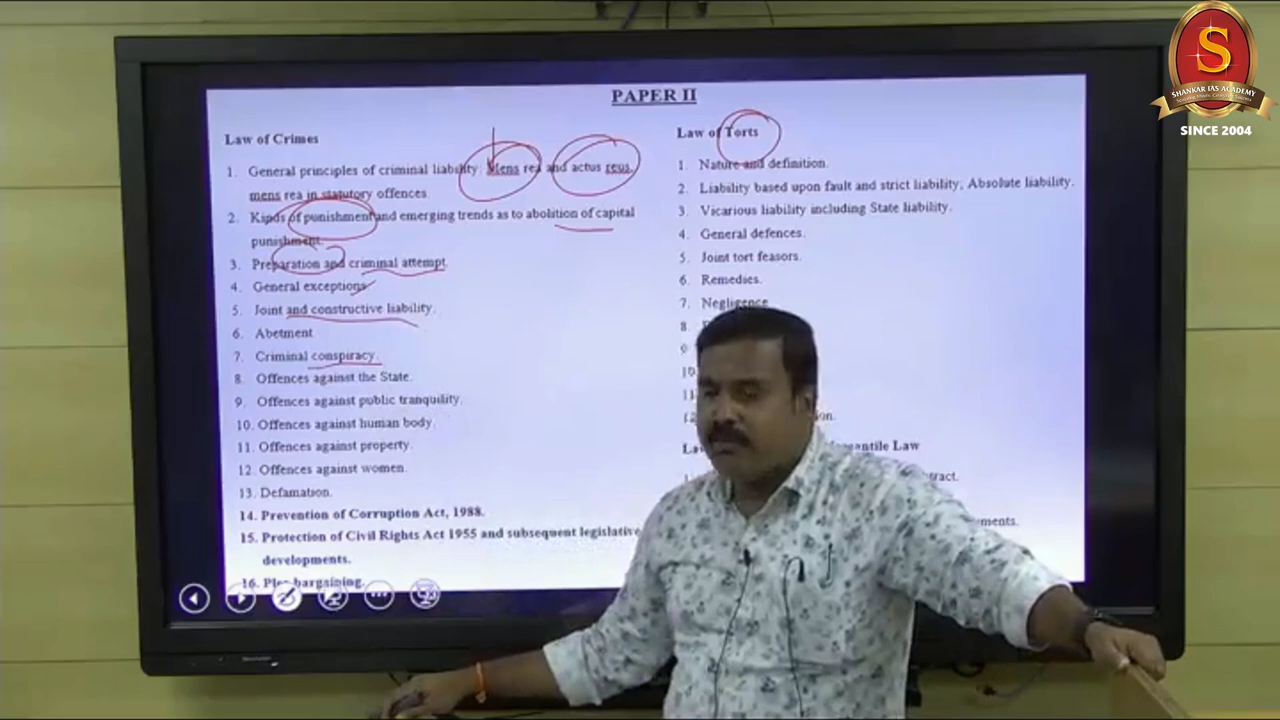 PAPER II
Law of Crimes
1. General principles of criminal liability: Mens rea and actus reus,
mens rea in statutory offences.
2. Kinds of punishment and emerging trends as to abolition of capital
punishment.
3. Preparation and criminal attempt
4. General exceptions
5. Joint and constructive liability.
6. Abetment
7. Criminal conspiracy.
8. Offences against the State.
9. Offences against public tranquility.
10. Offences against human body.
11. Offences against property.
12. Offences against women.
13. Defamation.
14. Prevention of Corruption Act, 1988.
15. Protection of Civil Rights Act 1955 and subsequent legislative
developments.
16. Plea bargaining.
Law of Torts
1. Nature and definition.
2. Liability based upon fault and strict liability, Absolute liability.
3. Vicarious liability including State liability.
4. General defences.
5. Joint tort feasors.
6. Remedies.
7. Negligence
8.
9
10.
11
12
Law
1.
S
SHANKAR IAS ACADEMY
SINCE 2004